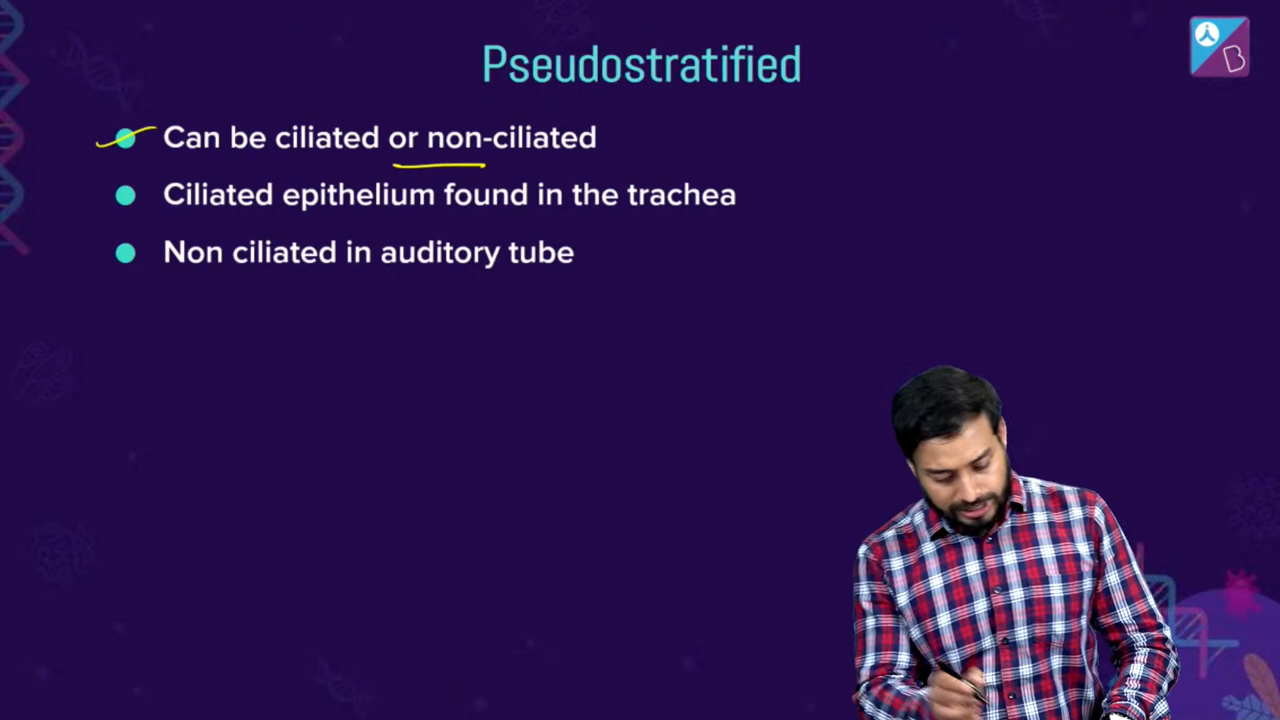 Pseudostratified
Can be ciliated or non-ciliated
Ciliated epithelium found in the trachea
Non ciliated in auditory tube
B